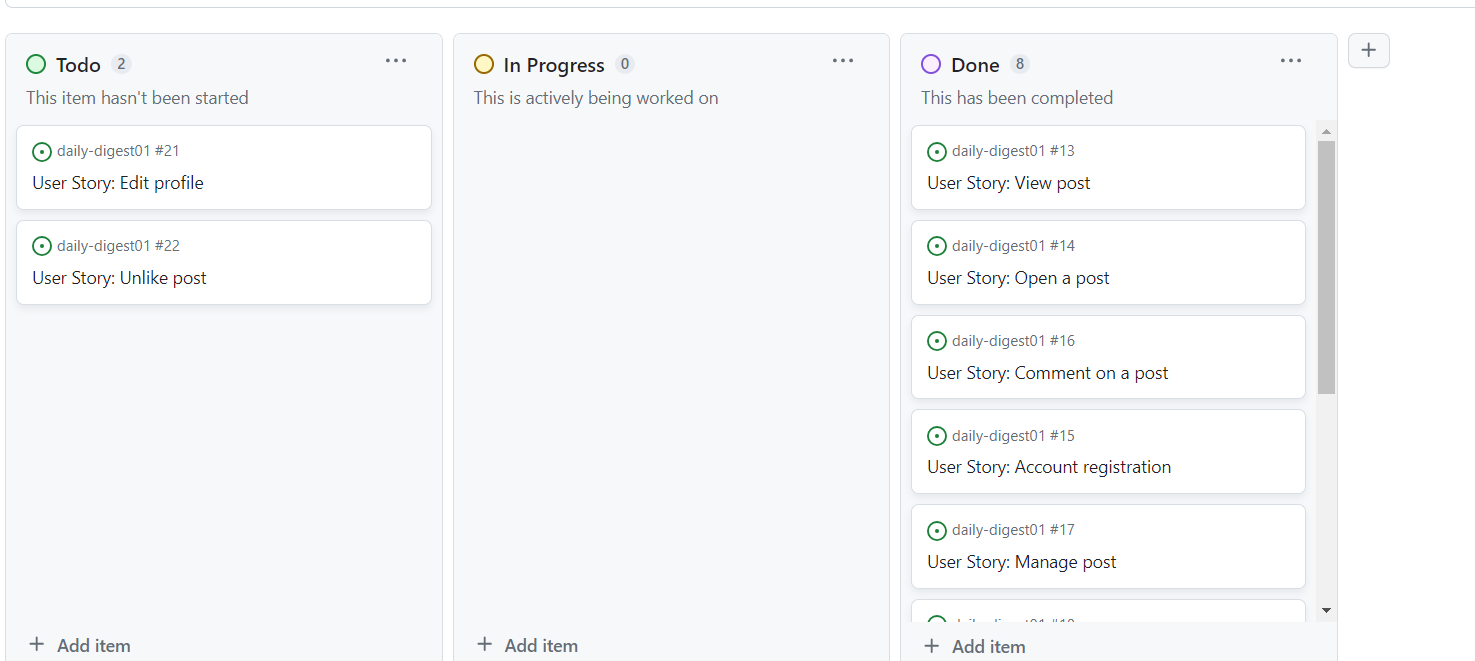 Todo 2
This item hasn't been started
daily-digest01 #21
User Story: Edit profile
daily-digest01 #22
User Story: Unlike post
Add item
In Progress 0
This is actively being worked on
Add item
Done 8
This has been completed
daily-digest01 #13
User Story: View post
daily-digest01 #14
User Story: Open a post
daily-digest01 #16
User Story: Comment on a post
daily-digest01 #15
User Story: Account registration
daily-digest01 #17
User Story: Manage post
Add item